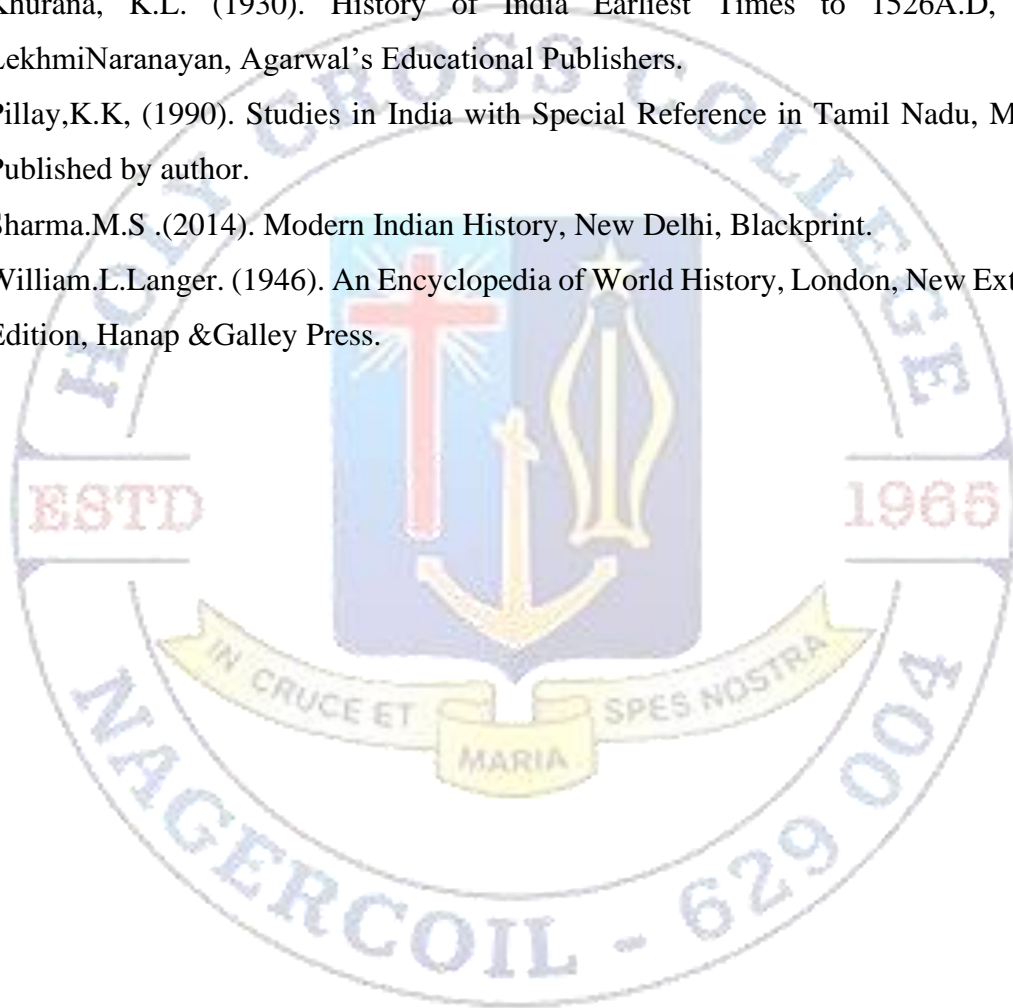 Khurana, K.L. (1930). History of India Earliest Times to 1526A.D,
LekhmiNaranayan, Agarwal's Educational Publishers.
Pillay,K.K, (1990). Studies in India with Special Reference in Tamil Nadu,
Published by author.
Sharma.M.S .(2014). Modern Indian History, New Delhi, Blackprint.
William.L.Langer. (1946). An Encyclopedia of World History, London, New
Edition, Hanap &Galley Press.
HOLY CROSS COLLEGE
ESTD 1965
IN CRUCE ET MARIA SPES NOSTRA
NAGERCOIL - 629 004